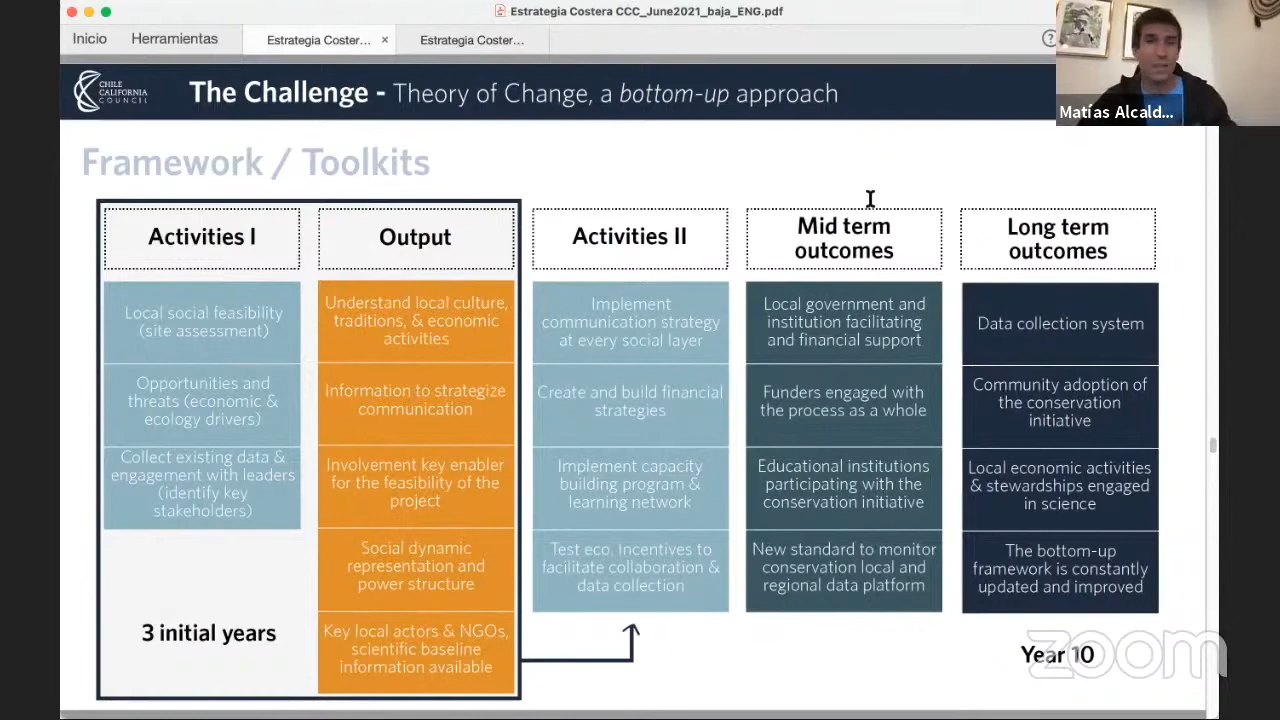 Estrategia Costera CCC_June2021_baja_ENG.pdf
Inicio
Herramientas
Estrategia Coster...
×
Estrategia Coster...
?
CHILE
CALIFORNIA
COUNCIL
The Challenge - Theory of Change, a bottom-up approach
Matías Alcald...
Framework / Toolkits
Activities I
Local social feasibility
(site assessment)
Opportunities and
threats (economic &
ecology drivers)
Collect existing data &
engagement with leaders
(identify key
stakeholders)
3 initial years
Output
Understand local culture,
traditions, & economic
activities
Information to strategize
communication
Involvement key enabler
for the feasibility of the
project
Social dynamic
representation and
power structure
Key local actors & NGOs,
scientific baseline
information available
Activities II
Implement
communication strategy
at every social layer
Create and build financial
strategies
Implement capacity
building program &
learning network
Test eco. Incentives to
facilitate collaboration &
data collection
Mid term
outcomes
Local government and
institution facilitating
and financial support
Funders engaged with
the process as a whole
Educational institutions
participating with the
conservation initiative
New standard to monitor
conservation local and
regional data platform
Long term
outcomes
Data collection system
Community adoption of
the conservation
initiative
Local economic activities
& stewardships engaged
in science
The bottom-up
framework is constantly
updated and improved
Year 10
zoom